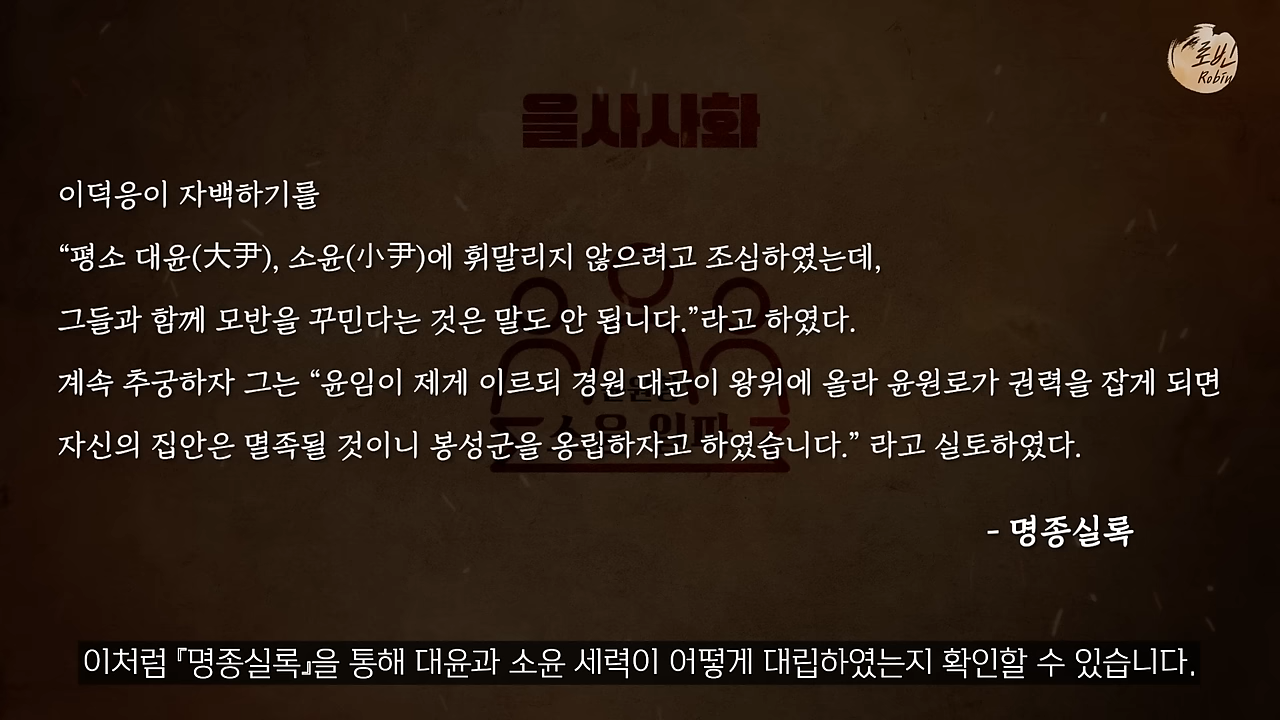 로빈
Robin
을사사화
이덕응이 자백하기를
“평소 대윤(大尹), 소윤(小尹)에 휘말리지 않으려고 조심하였는데,
그들과 함께 모반을 꾸민다는 것은 말도 안 됩니다.”라고 하였다.
계속 추궁하자 그는 “윤임이 제게 이르되 경원 대군이 왕위에 올라 윤원로가 권력을 잡게 되면
자신의 집안은 멸족될 것이니 봉성군을 옹립하자고 하였습니다.” 라고 실토하였다.
소윤 일파
- 명종실록
이처럼 『명종실록』을 통해 대윤과 소윤 세력이 어떻게 대립하였는지 확인할 수 있습니다.